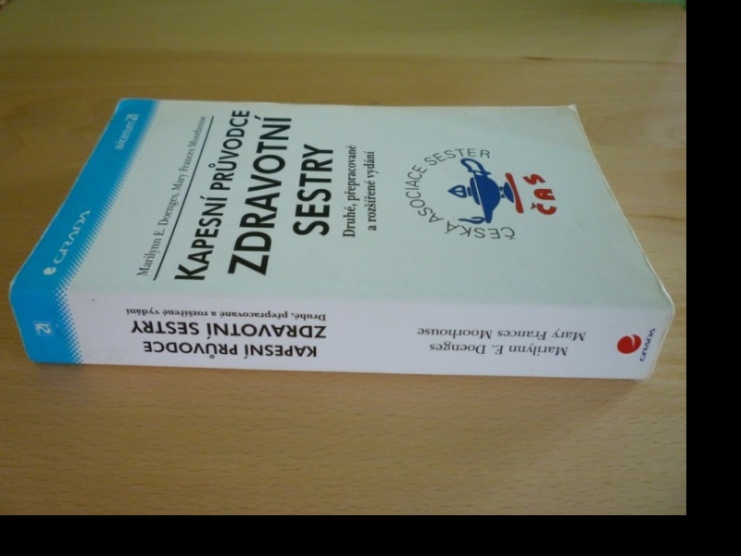 GRADA
avicenum
Marilynn E. Doenges, Mary Frances Moorhouse
KAPESNÍ PRŮVODCE
ZDRAVOTNÍ
SESTRY
Druhé, přepracované
a rozšířené vydání
ČESKÁ ASOCIACE SESTER
ČAS
KAPESNÍ PRŮVODCE
ZDRAVOTNÍ SESTRY
Druhé, přepracované a rozšířené vydání
Marilynn E. Doenges
Mary Frances Moorhouse
GRADA